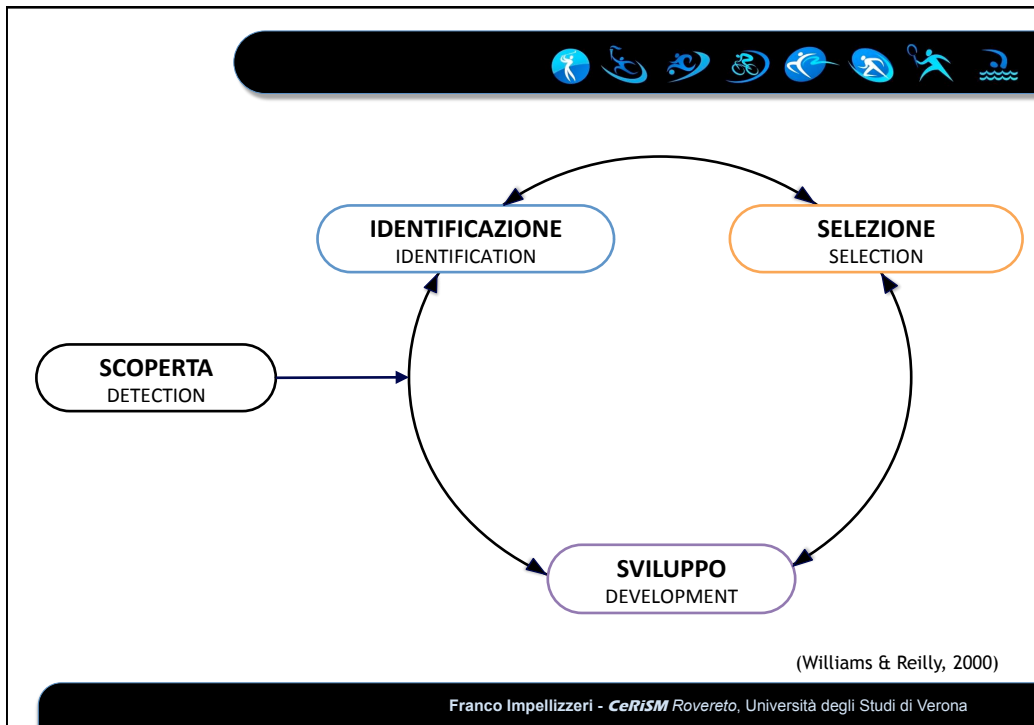 IDENTIFICAZIONE
IDENTIFICATION
SELEZIONE
SELECTION
SCOPERTA
DETECTION
SVILUPPO
DEVELOPMENT
(Williams & Reilly, 2000)
Franco Impellizzeri - CeRiSM Rovereto, Università degli Studi di Verona